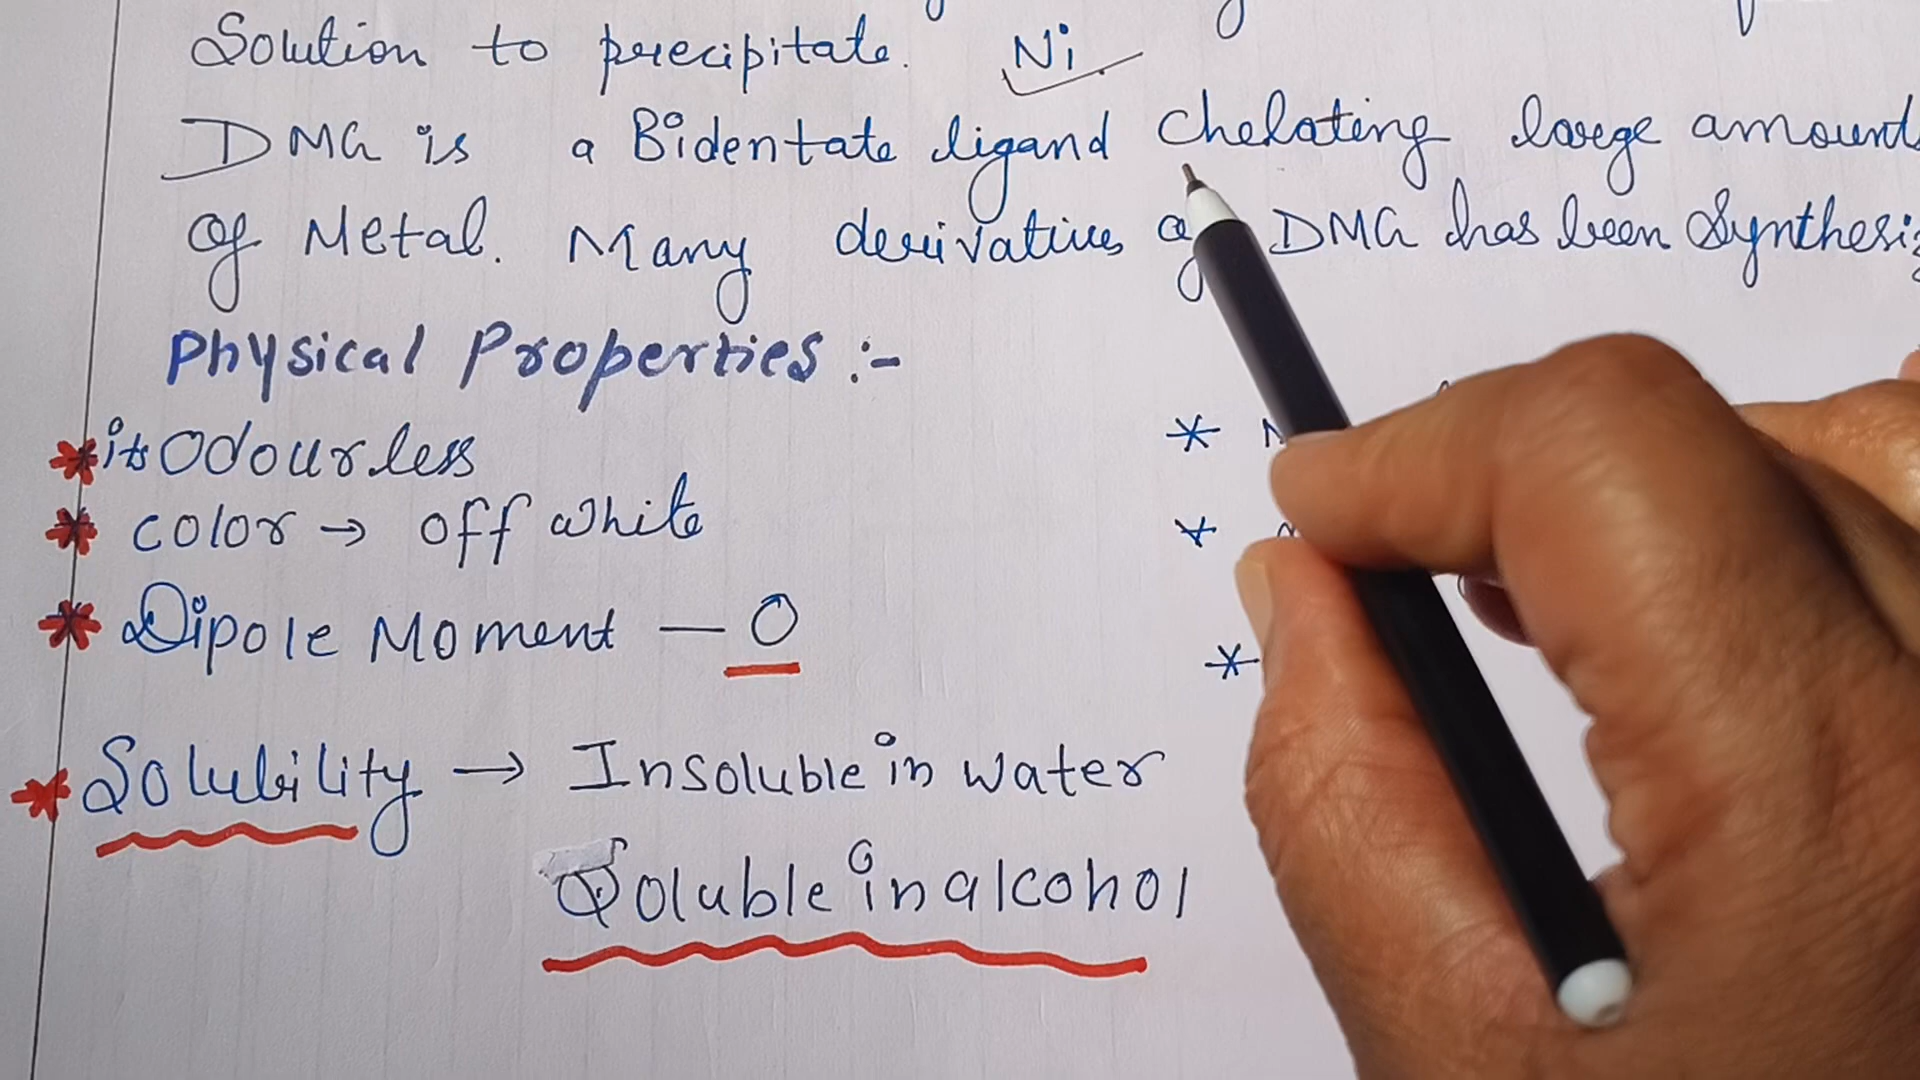 Solution to precipitate. Ni
DMG is a Bidentate ligand Chelating large amount
of Metal. Many derivatives of DMG has been Synthesi
Physical Properties :-
* its Odourless
* color → off white
* Dipole Moment — 0
* Solubility → Insoluble in water
Soluble in alcohol
*
*
*